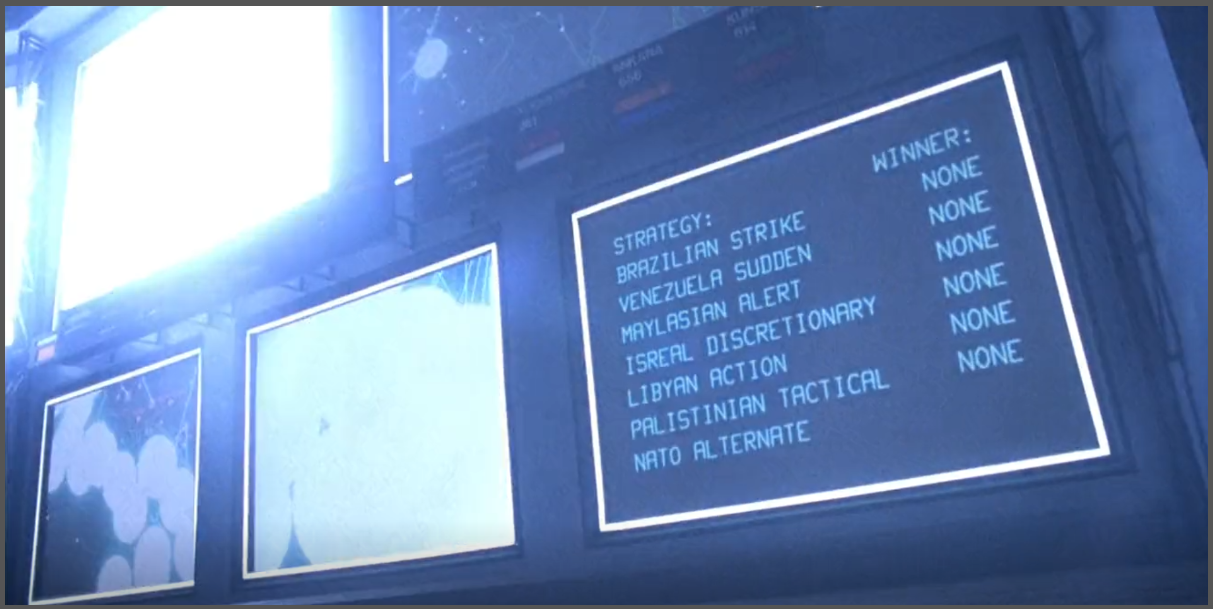 STRATEGY: WINNER:
BRAZILIAN STRIKE NONE
VENEZUELA SUDDEN NONE
MAYLASIAN ALERT NONE
ISREAL DISCRETIONARY NONE
LIBYAN ACTION NONE
PALISTINIAN TACTICAL NONE
NATO ALTERNATE